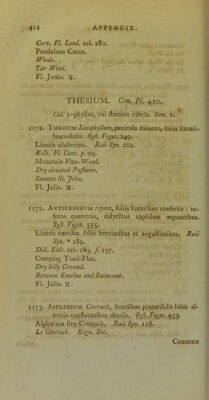 414 APPENDIX.
Curt. Fl. Lond. tab. 180.
Pendulous Carex.
Woods.
Tar Wood.
Fl. Junio. ♃.
THESIUM. Gen. Pl. 410.
Cal. 1-phyllus, cui stamina inserta. Sem. 1.
1171. THESIUM Linophyllum, panicula foliacea, foliis lineari-
lanceolatis. Syst. Veget. 249.
Linaria adulterina. Raii Syn. 202.
Relh. Fl. Cant. p. 99.
Mountain Flax-Weed.
Dry elevated Pastures.
Stanton St. John.
Fl. Julio. ♃.
1172. ANTIRRHINUM repens, foliis linearibus confertis: in-
ferne quaternis, calycibus capsulam æquantibus.
Syst. Veget. 555.
Linaria cærulea foliis brevioribus et angustioribus. Raii
Syn. * 282.
Dill. Elth. tab. 163. f. 197.
Creeping Toad-Flax.
Dry hilly Ground.
Between Ewelme and Swincomb.
Fl. Julio. ♃.
1173. ASPLENIUM Ceterach, frondibus pinnatifidis lobis al-
ternis confluentibus obtusis. Syst. Veget. 933.
Asplenium sive Ceterach. Raii Syn. 118.
Le Ceterach. Regn. Bot.
Common